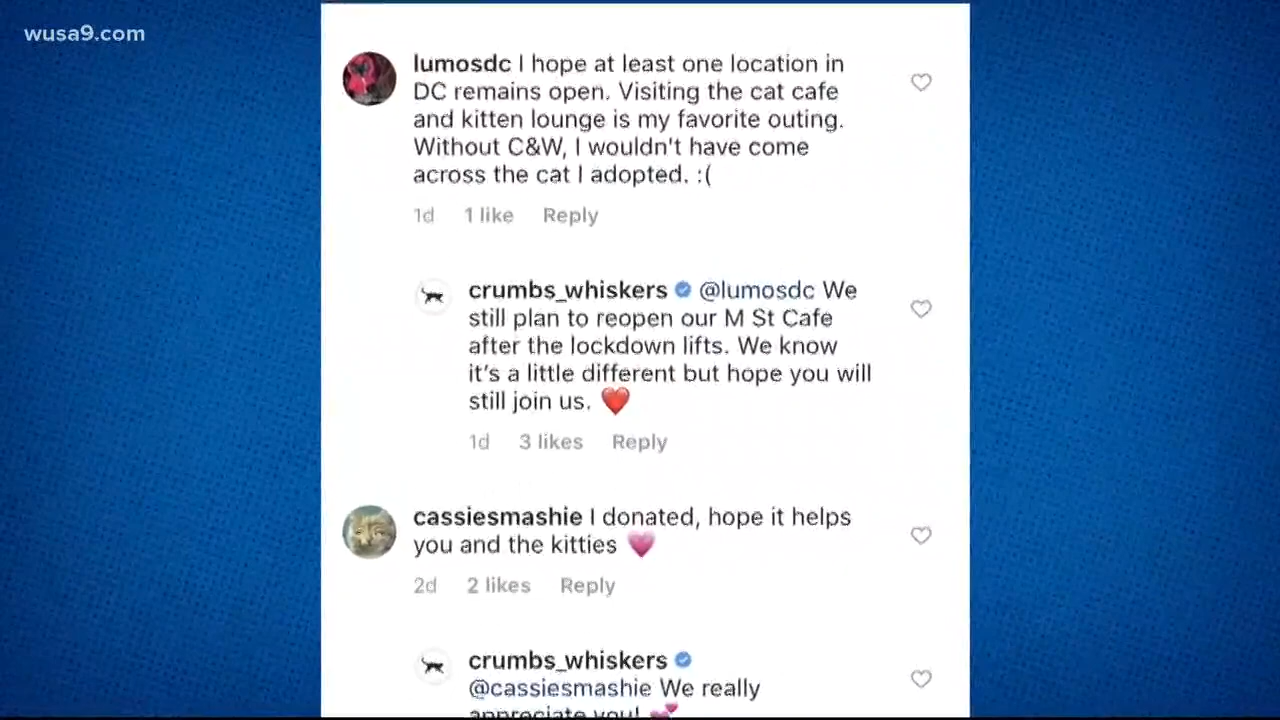 wusa9.com
lumosdc I hope at least one location in
DC remains open. Visiting the cat cafe
and kitten lounge is my favorite outing.
Without C&W, I wouldn't have come
across the cat I adopted. :(
1d 1 like Reply
crumbs_whiskers @lumosdc We
still plan to reopen our M St Cafe
after the lockdown lifts. We know
it's a little different but hope you will
still join us. ❤️
1d 3 likes Reply
cassiesmashie I donated, hope it helps
you and the kitties 💗
2d 2 likes Reply
crumbs_whiskers
@cassiesmashie We really
appreciate you! 💕